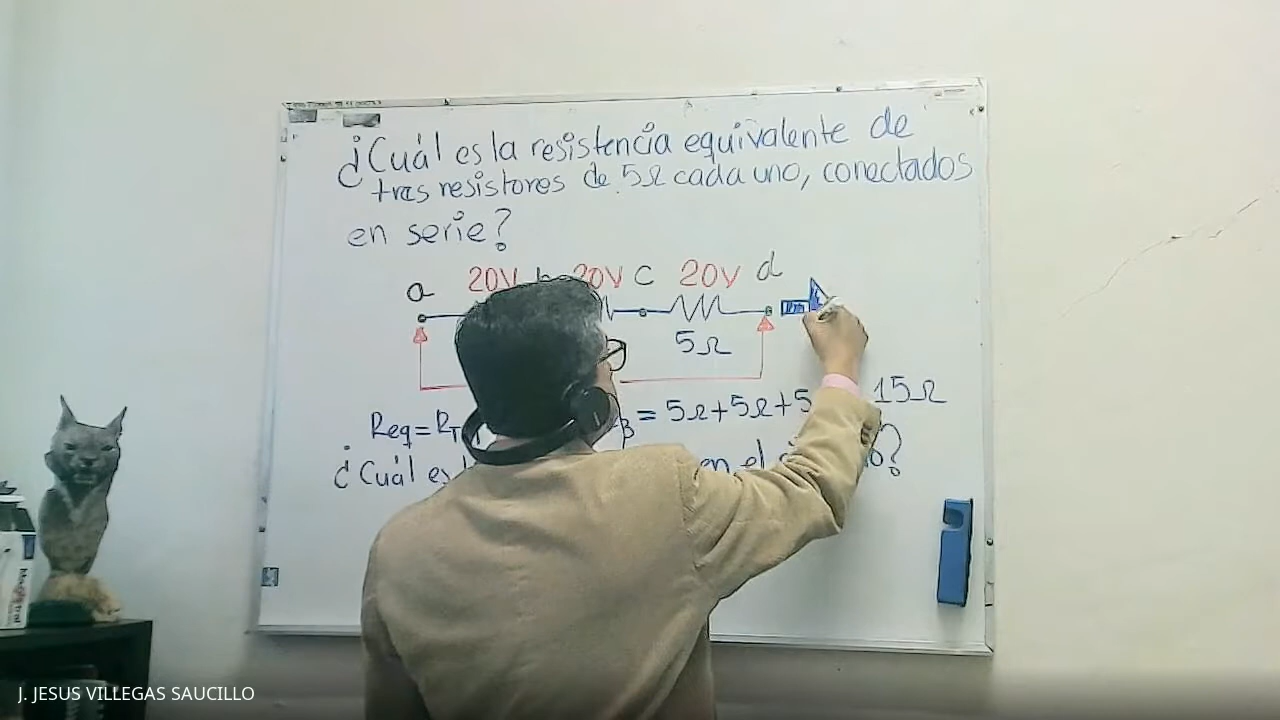 ¿Cuál es la resistencia equivalente de
tras resistores de 5Ω cada uno, conectados
en serie?
a 20V b 20V c 20V d
5Ω
Req=RT = 5Ω+5Ω+5 15Ω
¿Cuál es en el ?
J. JESUS VILLEGAS SAUCILLO